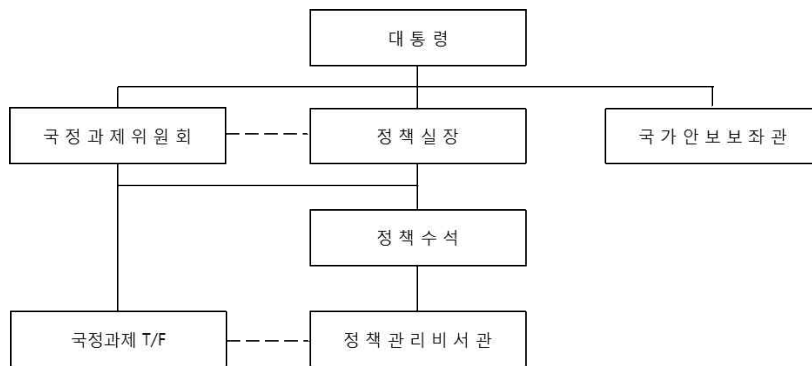 대 통 령
국 정 과 제 위 원 회
정 책 실 장
국 가 안 보 보 좌 관
정 책 수 석
국정과제 T/F
정 책 관 리 비 서 관